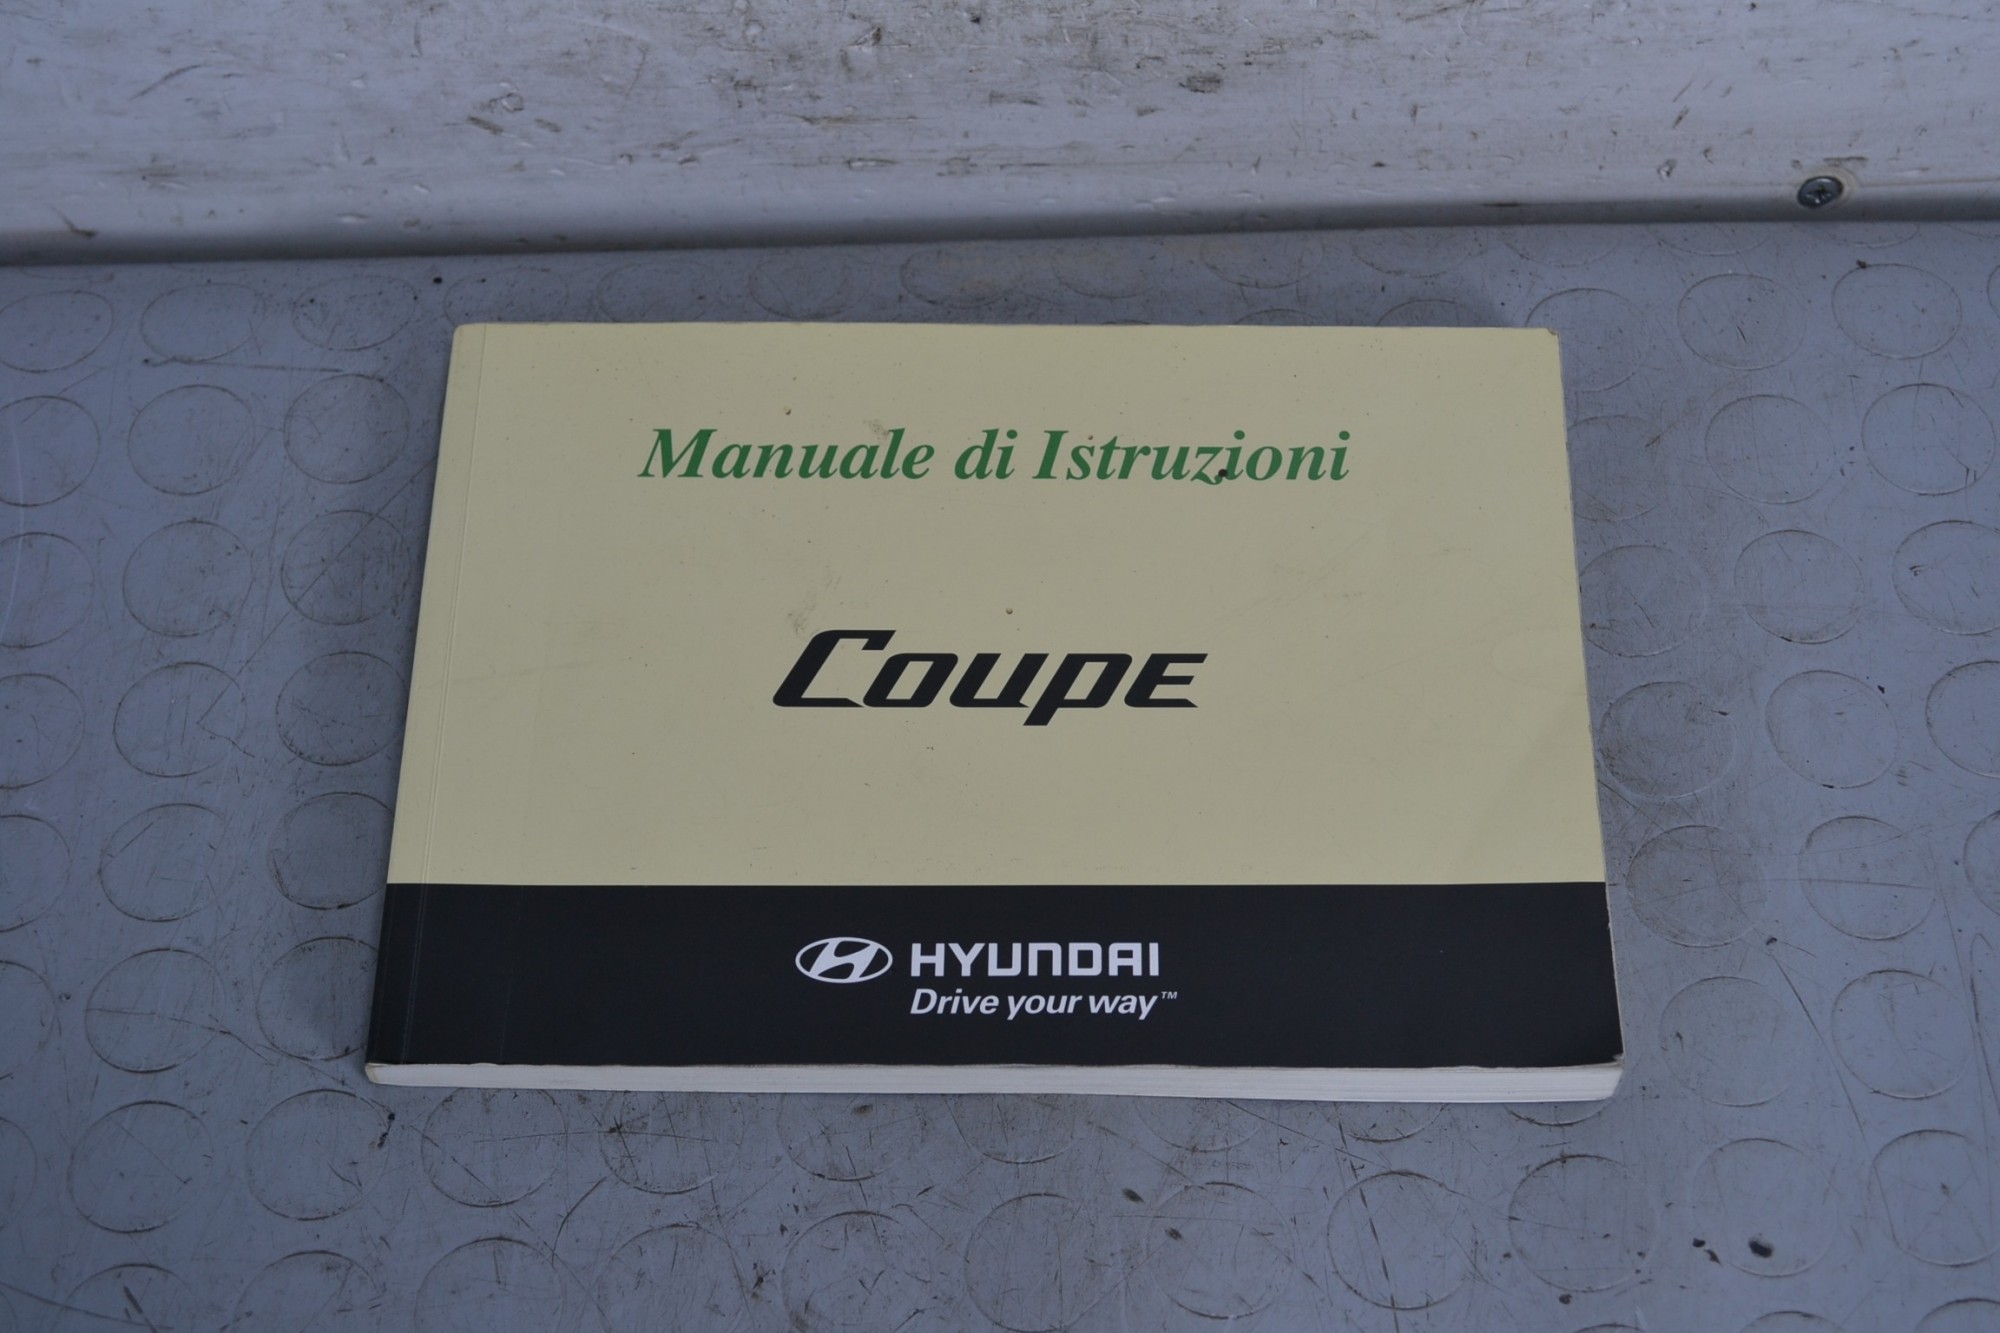 Manuale di Istruzioni
Coupe
HYUNDAI
Drive your way™